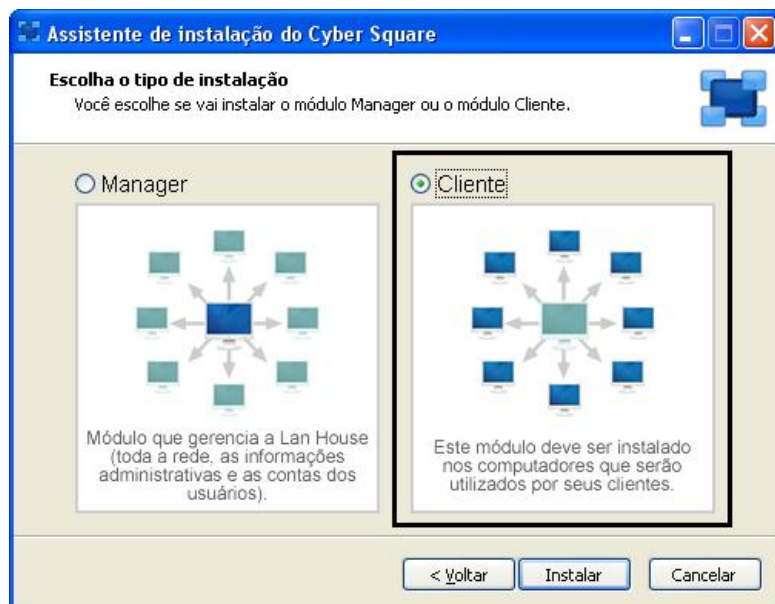 Assistente de instalação do Cyber Square
Escolha o tipo de instalação
Você escolhe se vai instalar o módulo Manager ou o módulo Cliente.
Manager
Cliente
Módulo que gerencia a Lan House
(toda a rede, as informações
administrativas e as contas dos
usuários).
Este módulo deve ser instalado
nos computadores que serão
utilizados por seus clientes.
< Voltar
Instalar
Cancelar